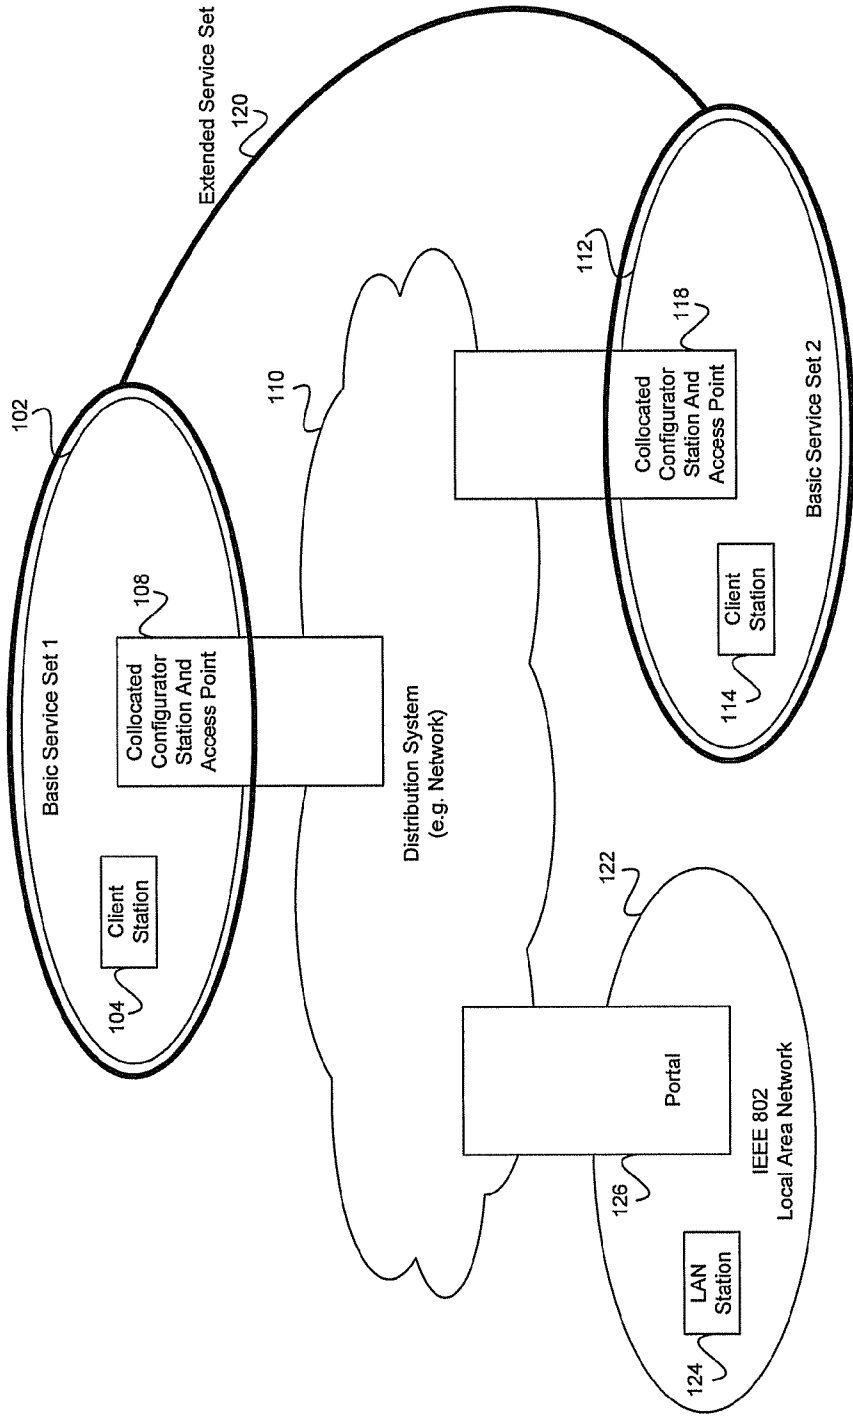 Extended Service Set
120
102
Basic Service Set 1
108
Collocated
Configurator
Station And
Access Point
Client
Station
104
110
Distribution System
(e.g. Network)
112
118
Collocated
Configurator
Station And
Access Point
Client
Station
114
Basic Service Set 2
122
126
Portal
IEEE 802
Local Area Network
LAN
Station
124